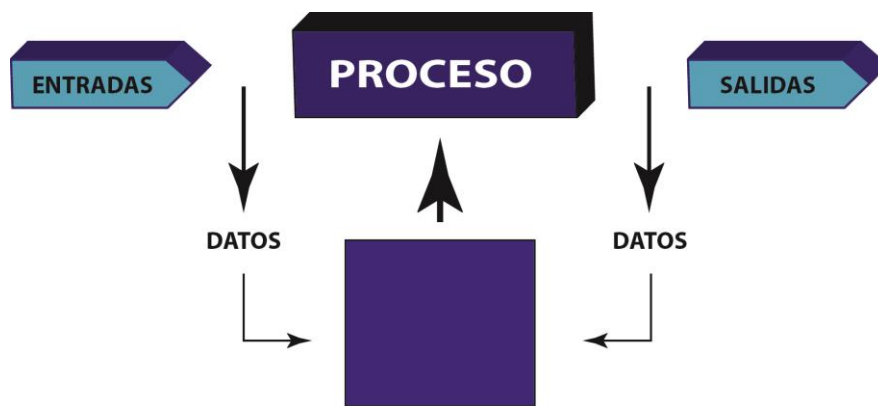 PROCESO
ENTRADAS
SALIDAS
DATOS
DATOS